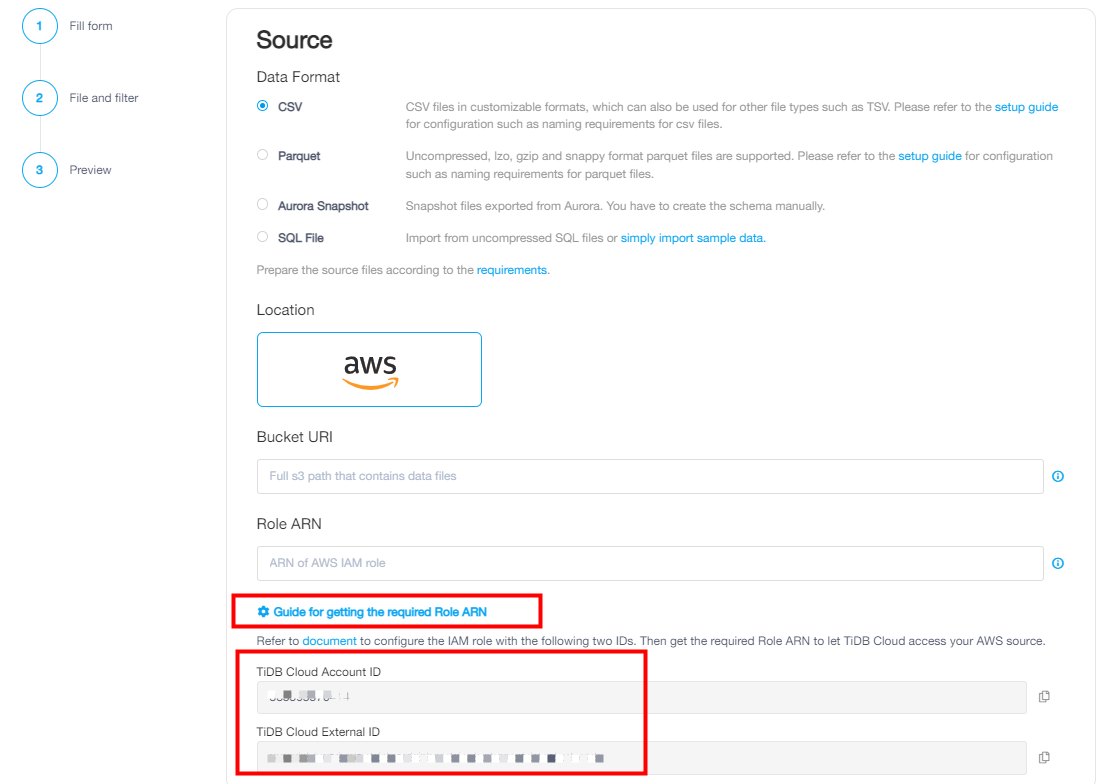 1 Fill form
2 File and filter
3 Preview
Source
Data Format
CSV
CSV files in customizable formats, which can also be used for other file types such as TSV. Please refer to the setup guide
for configuration such as naming requirements for csv files.
Parquet
Uncompressed, lzo, gzip and snappy format parquet files are supported. Please refer to the setup guide for configuration
such as naming requirements for parquet files.
Aurora Snapshot
Snapshot files exported from Aurora. You have to create the schema manually.
SQL File
Import from uncompressed SQL files or simply import sample data.
Prepare the source files according to the requirements.
Location
aws
Bucket URI
Full s3 path that contains data files
Role ARN
ARN of AWS IAM role
Guide for getting the required Role ARN
Refer to document to configure the IAM role with the following two IDs. Then get the required Role ARN to let TiDB Cloud access your AWS source.
TiDB Cloud Account ID
TiDB Cloud External ID